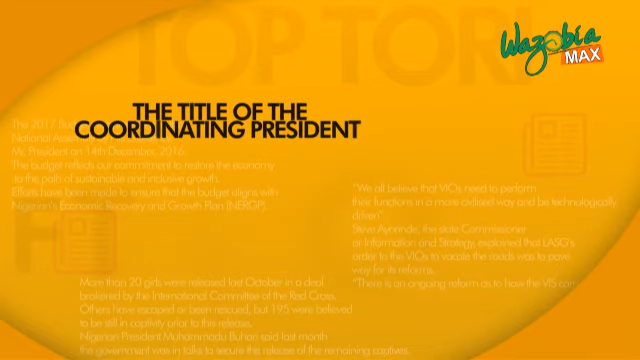 TOP TORI
Wazobia
MAX
THE TITLE OF THE
COORDINATING PRESIDENT
The 2017
National Assembly
Mr. President on 14th December, 2016.
The budget reflects our commitment to restore the economy
to the path of sustainable and inclusive growth.
Efforts have been made to ensure that the budget aligns with
Nigerian's Economic Recovery and Growth Plan (NERGP).
"We all believe that VIOs need to perform
their functions in a more civilised way and be technologically
driven"
Steve Ayorinde, the state Commissioner
or Information and Strategy, explained that LASG's
order to the VIOs to vacate the roads was to pave
way for its reforms.
"There is an ongoing reform as to how the VIS
More than 20 girls were released last October in a deal
brokered by the International Committee of the Red Cross.
Others have escaped or been rescued, but 195 were believed
to be still in captivity prior to this release.
Nigerian President Muhammadu Buhari said last month
the government was in talks to secure the release of the remaining captives.